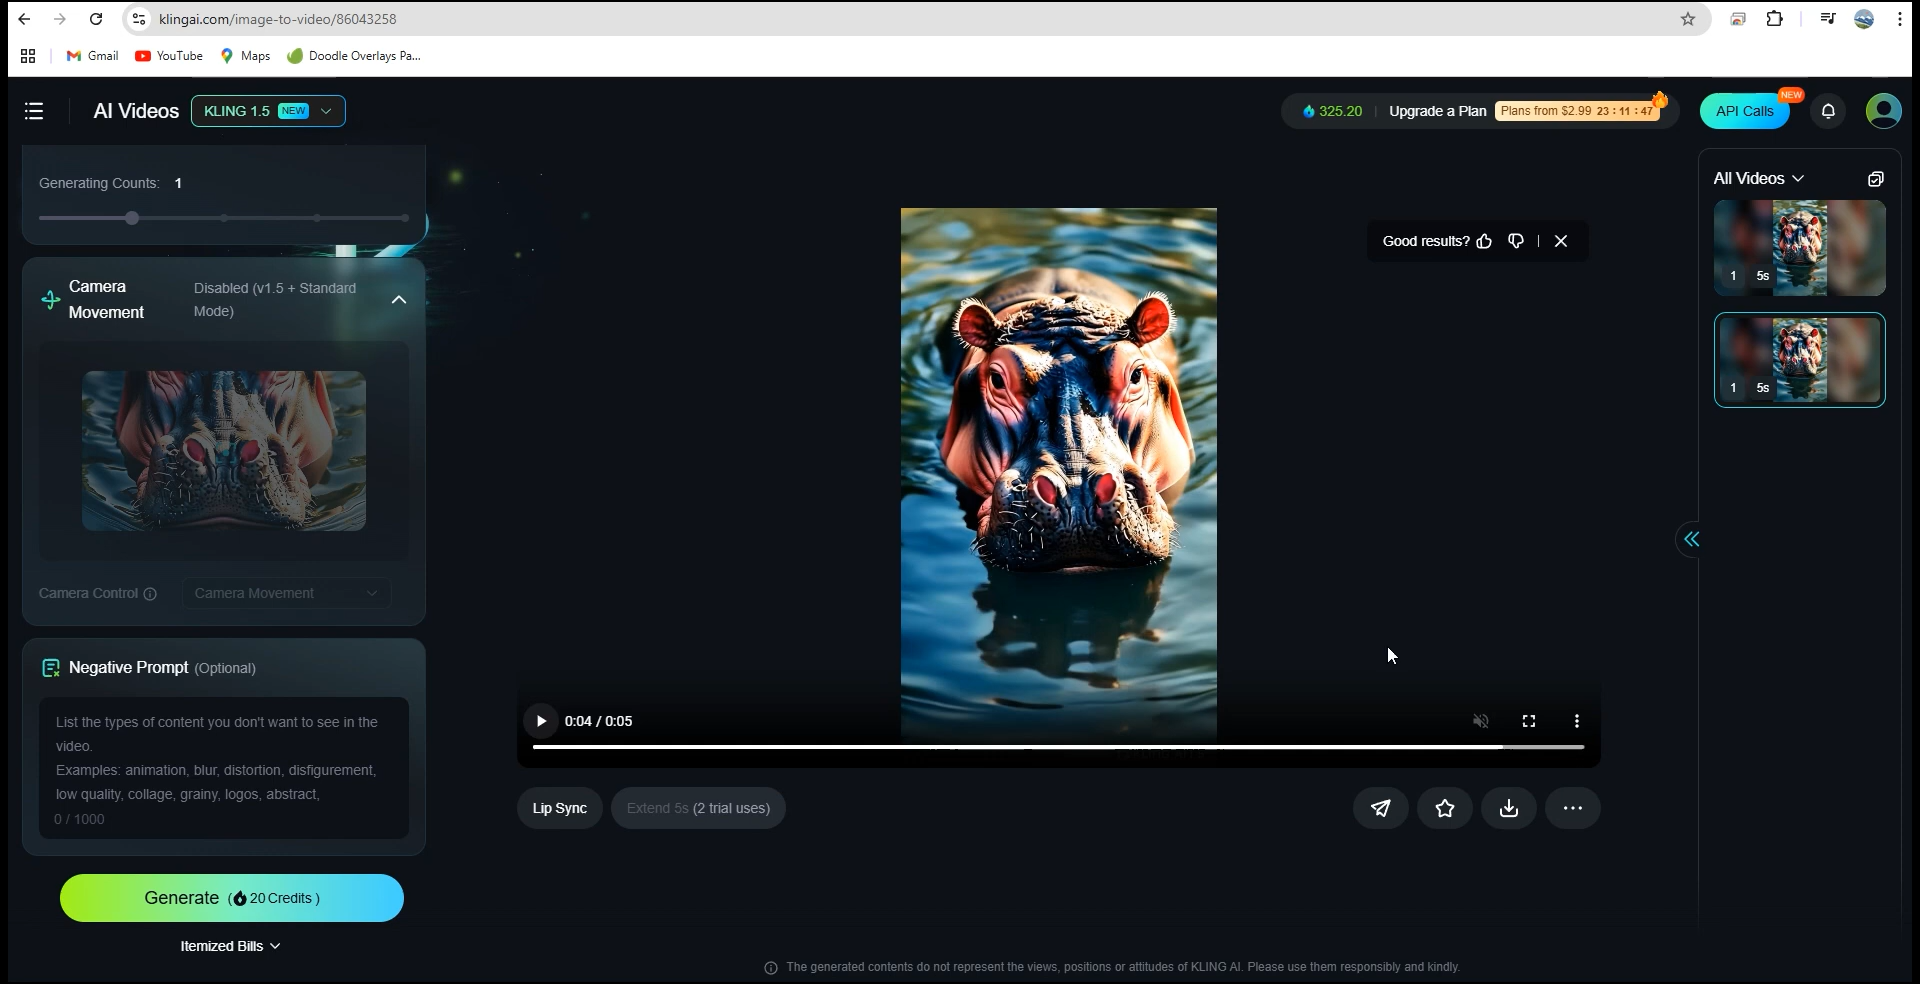 klingai.com/image-to-video/86043258
Gmail
YouTube
Maps
Doodle Overlays Pa...
AI Videos
KLING 1.5 NEW
325.20
Upgrade a Plan
Plans from $2.99 23 : 11 : 47
API Calls
NEW
Generating Counts: 1
Camera
Movement
Disabled (v1.5 + Standard
Mode)
Camera Control
Camera Movement
Negative Prompt (Optional)
List the types of content you don't want to see in the
video.
Examples: animation, blur, distortion, disfigurement,
low quality, collage, grainy, logos, abstract,
0 / 1000
Generate ( 20 Credits )
Itemized Bills
Good results?
0:04 / 0:05
Lip Sync
Extend 5s (2 trial uses)
All Videos
1 5s
1 5s
The generated contents do not represent the views, positions or attitudes of KLING AI. Please use them responsibly and kindly.